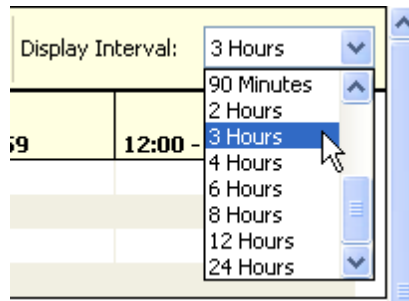 Display Interval: 3 Hours
90 Minutes
2 Hours
59 12:00 - 3 Hours
4 Hours
6 Hours
8 Hours
12 Hours
24 Hours